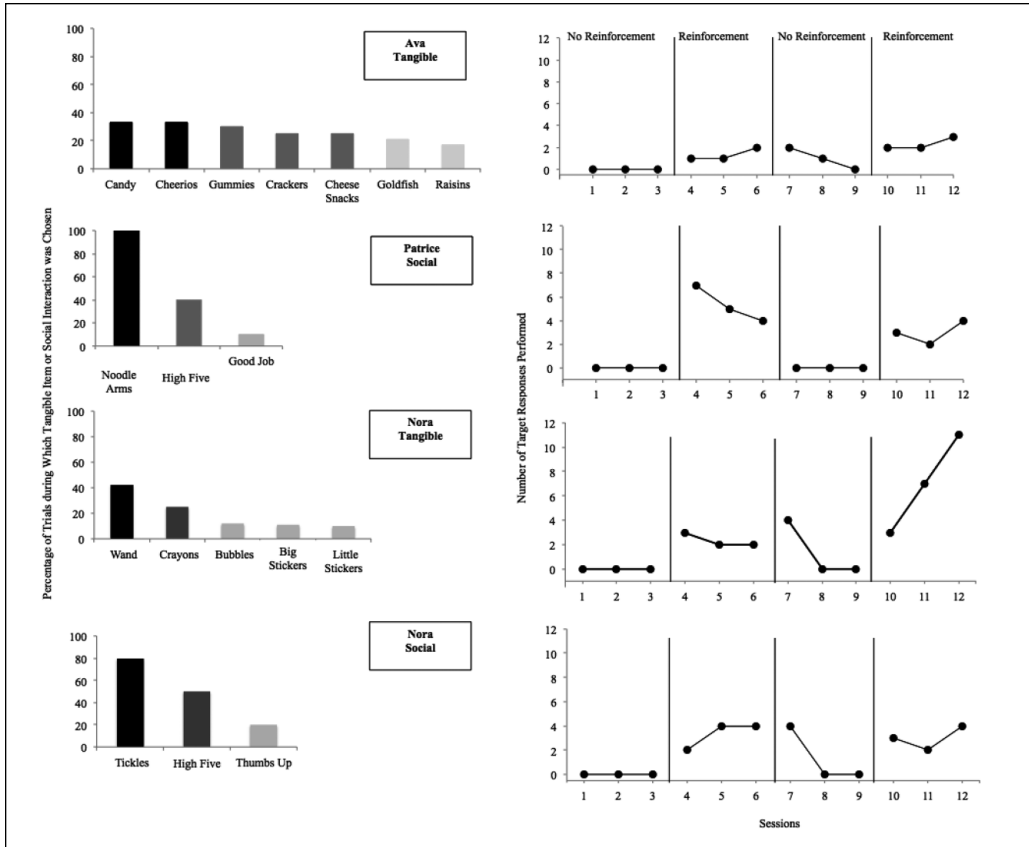 Percentage of Trials during Which Tangible Item or Social Interaction was Chosen
Ava
Tangible
100
80
60
40
20
0
Candy Cheerios Gummies Crackers Cheese Goldfish Raisins
Snacks
Patrice
Social
100
80
60
40
20
0
Noodle High Five Good Job
Arms
Nora
Tangible
100
80
60
40
20
0
Wand Crayons Bubbles Big Little
Stickers Stickers
Nora
Social
100
80
60
40
20
0
Tickles High Five Thumbs Up
Number of Target Responses Performed
No Reinforcement Reinforcement No Reinforcement Reinforcement
12
10
8
6
4
2
0
1 2 3 4 5 6 7 8 9 10 11 12
12
10
8
6
4
2
0
1 2 3 4 5 6 7 8 9 10 11 12
12
10
8
6
4
2
0
1 2 3 4 5 6 7 8 9 10 11 12
12
10
8
6
4
2
0
1 2 3 4 5 6 7 8 9 10 11 12
Sessions